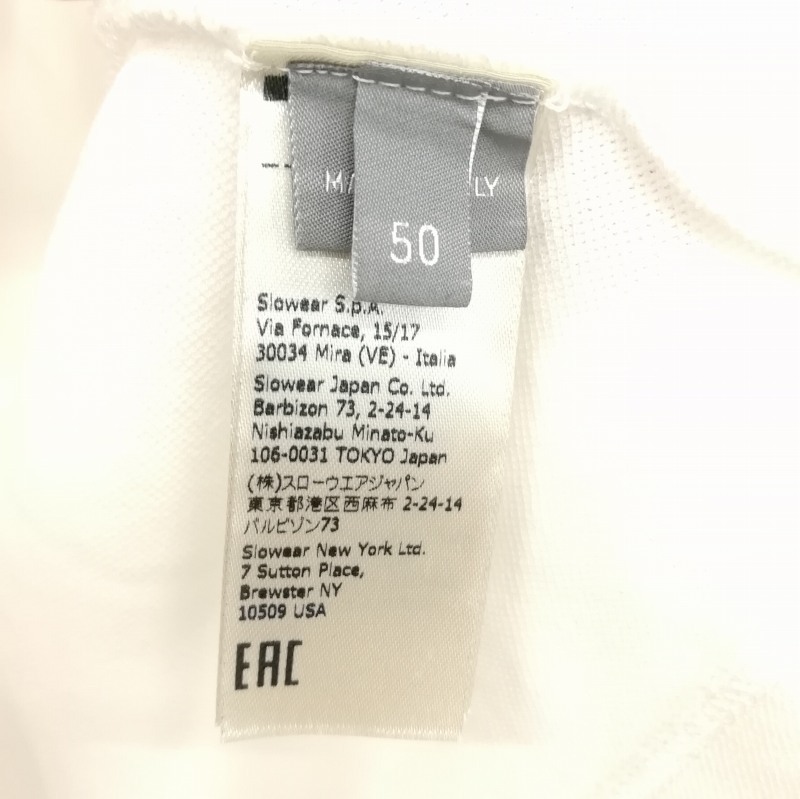 MA
LY
50
Slowear S.p.A.
Via Fornace, 15/17
30034 Mira (VE) - Italia
Slowear Japan Co. Ltd.
Barbizon 73, 2-24-14
Nishiazabu Minato-Ku
106-0031 TOKYO Japan
(株)スローウエアジャパン
東京都港区西麻布 2-24-14
バルビゾン73
Slowear New York Ltd.
7 Sutton Place,
Brewster NY
10509 USA
EAC